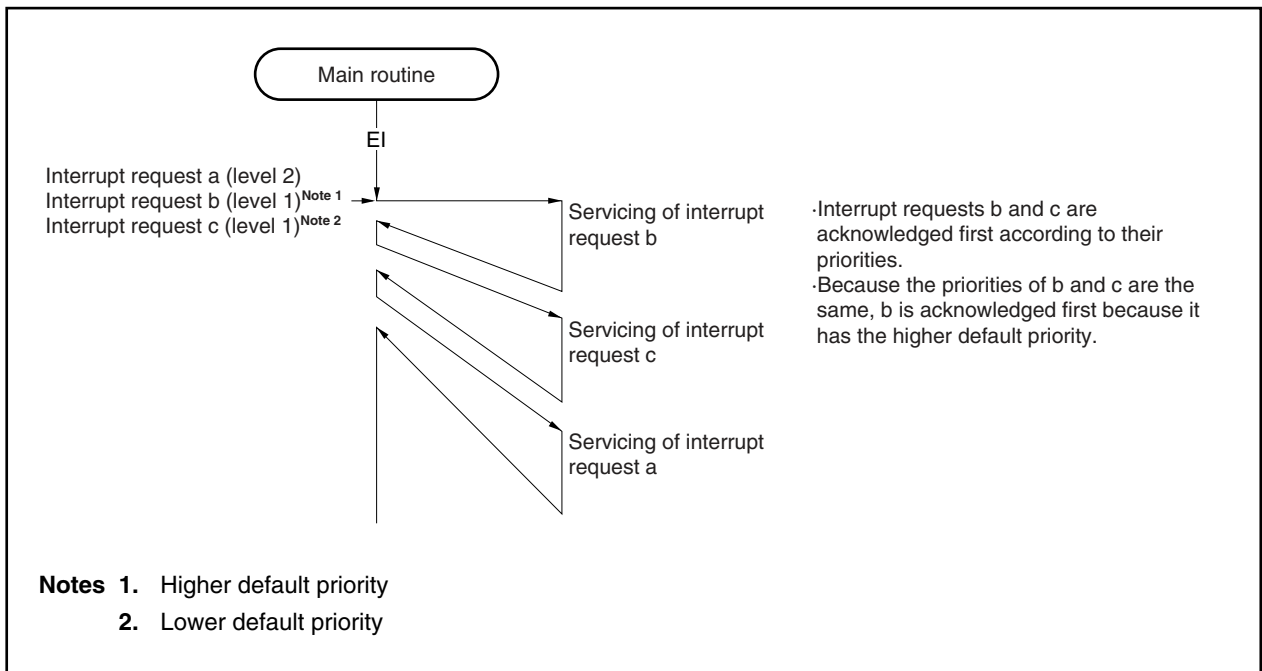 Main routine
EI
Interrupt request a (level 2)
Interrupt request b (level 1)Note 1
Interrupt request c (level 1)Note 2
Servicing of interrupt
request b
Servicing of interrupt
request c
Servicing of interrupt
request a
·Interrupt requests b and c are
acknowledged first according to their
priorities.
·Because the priorities of b and c are the
same, b is acknowledged first because it
has the higher default priority.
Notes 1. Higher default priority
2. Lower default priority